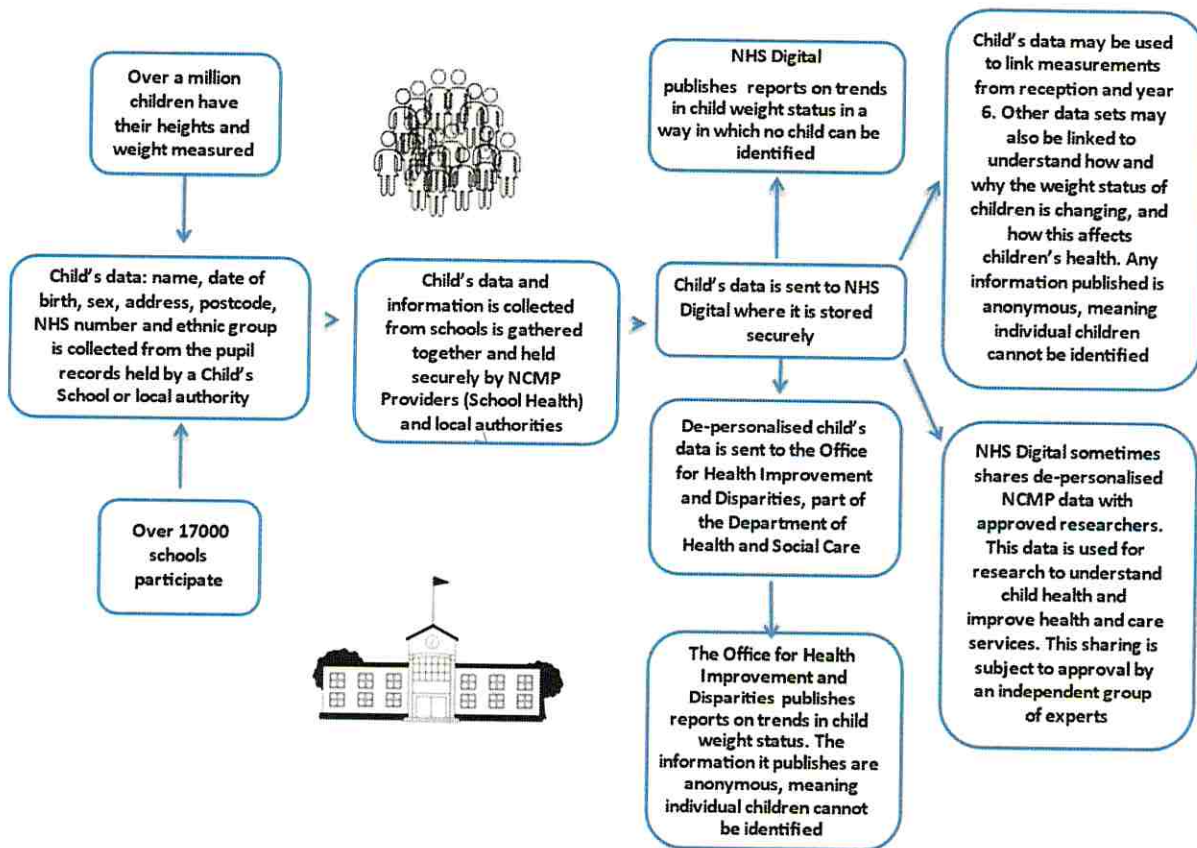 Over a million
children have
their heights and
weight measured
Child's data: name, date of
birth, sex, address, postcode,
NHS number and ethnic group
is collected from the pupil
records held by a Child's
School or local authority
Over 17000
schools
participate
Child's data and
information is collected
from schools is gathered
together and held
securely by NCMP
Providers (School Health)
and local authorities
NHS Digital
publishes reports on trends
in child weight status in a
way in which no child can be
identified
Child's data is sent to NHS
Digital where it is stored
securely
De-personalised child's
data is sent to the Office
for Health Improvement
and Disparities, part of
the Department of
Health and Social Care
The Office for Health
Improvement and
Disparities publishes
reports on trends in child
weight status. The
information it publishes are
anonymous, meaning
individual children cannot
be identified
Child's data may be used
to link measurements
from reception and year
6. Other data sets may
also be linked to
understand how and
why the weight status of
children is changing, and
how this affects
children's health. Any
information published is
anonymous, meaning
individual children
cannot be identified
NHS Digital sometimes
shares de-personalised
NCMP data with
approved researchers.
This data is used for
research to understand
child health and
improve health and care
services. This sharing is
subject to approval by
an independent group
of experts